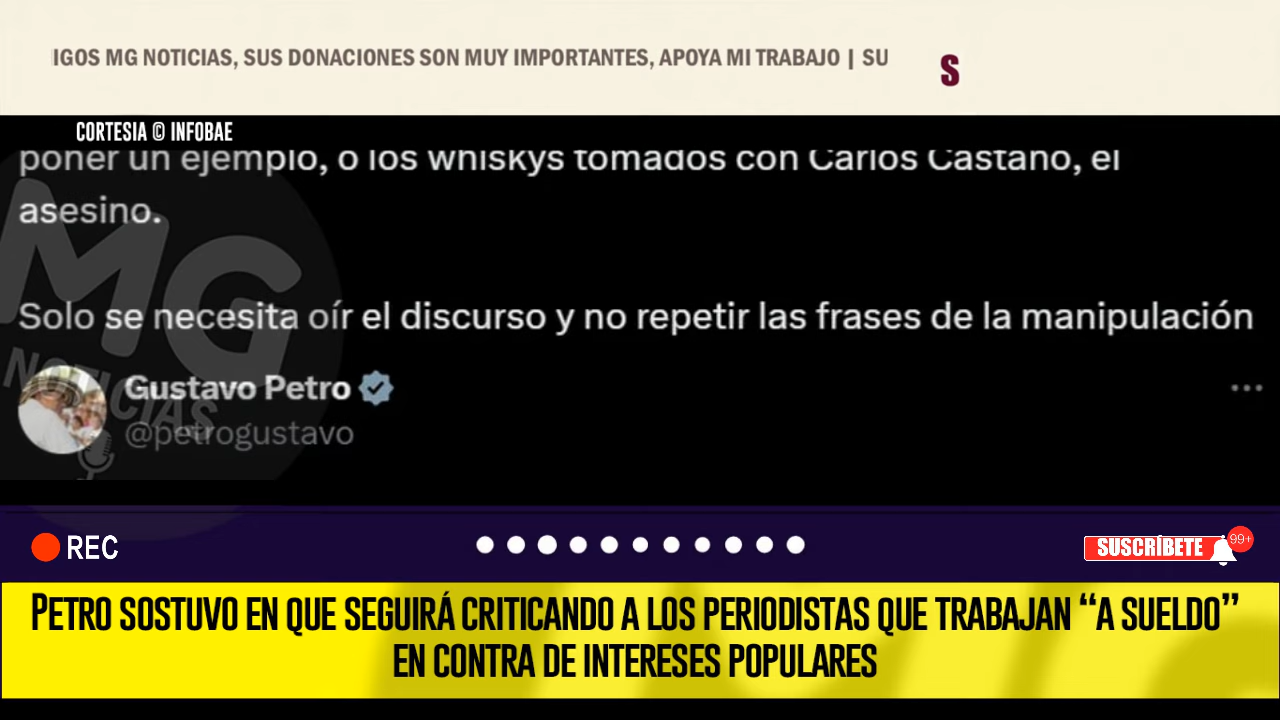 IGOS MG NOTICIAS, SUS DONACIONES SON MUY IMPORTANTES, APOYA MI TRABAJO | SU
S
CORTESIA © INFOBAE
poner un ejemplo, o los whiskys tomados con Carlos Castaño, el
asesino.
Solo se necesita oír el discurso y no repetir las frases de la manipulación
MG
NOTICIAS
Gustavo Petro
@petrogustavo
REC
SUSCRÍBETE
99+
PETRO SOSTUVO EN QUE SEGUIRÁ CRITICANDO A LOS PERIODISTAS QUE TRABAJAN “A SUELDO”
EN CONTRA DE INTERESES POPULARES